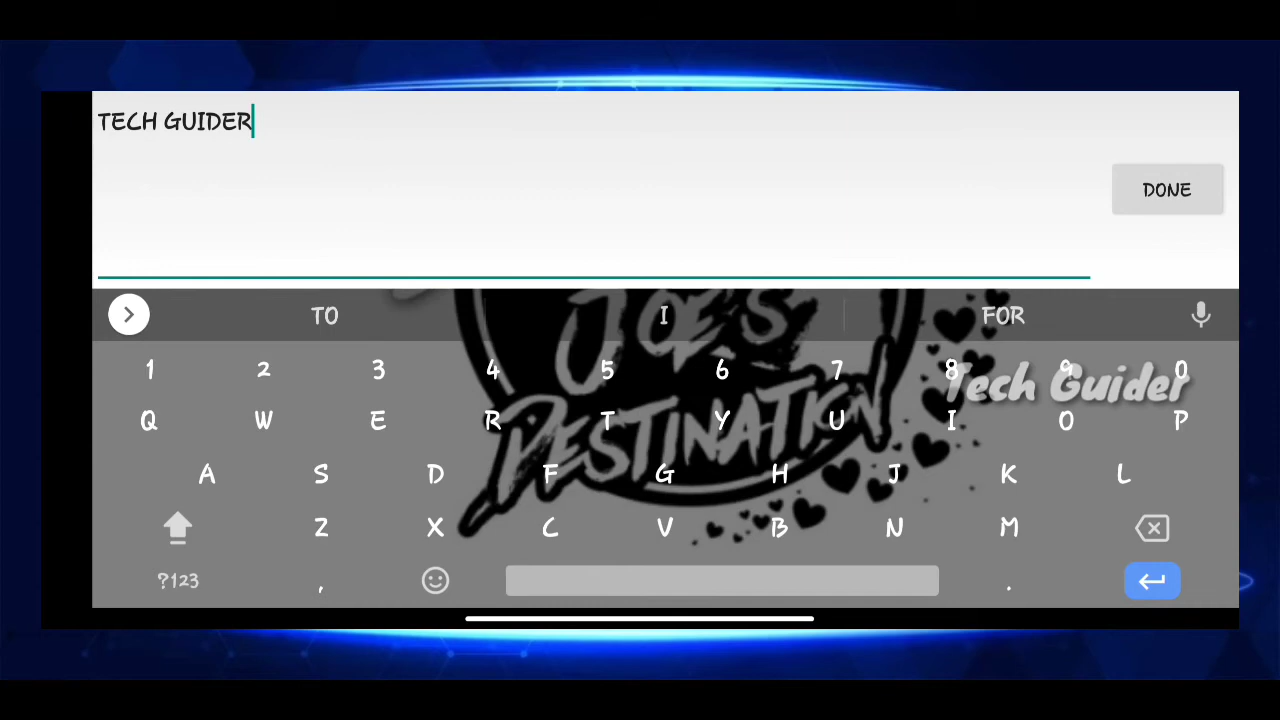 TECH GUIDER
DONE
TO I FOR
JOE'S
DESTINATION
1 2 3 4 5 6 7 8 9 0
Tech Guider
Q W E R T Y U I O P
A S D F G H J K L
Z X C V B N M
?123 , .